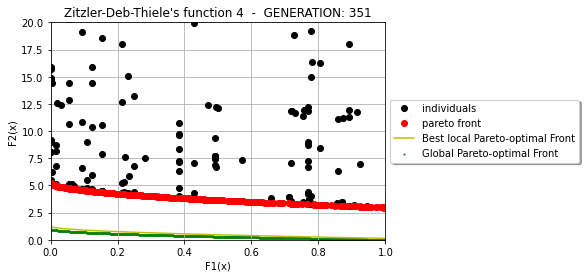 Zitzler-Deb-Thiele's function 4  -  GENERATION: 351
20.0
17.5
15.0
12.5
10.0
7.5
5.0
2.5
0.0
F2(x)
0.0 0.2 0.4 0.6 0.8 1.0
F1(x)
individuals
pareto front
Best local Pareto-optimal Front
Global Pareto-optimal Front